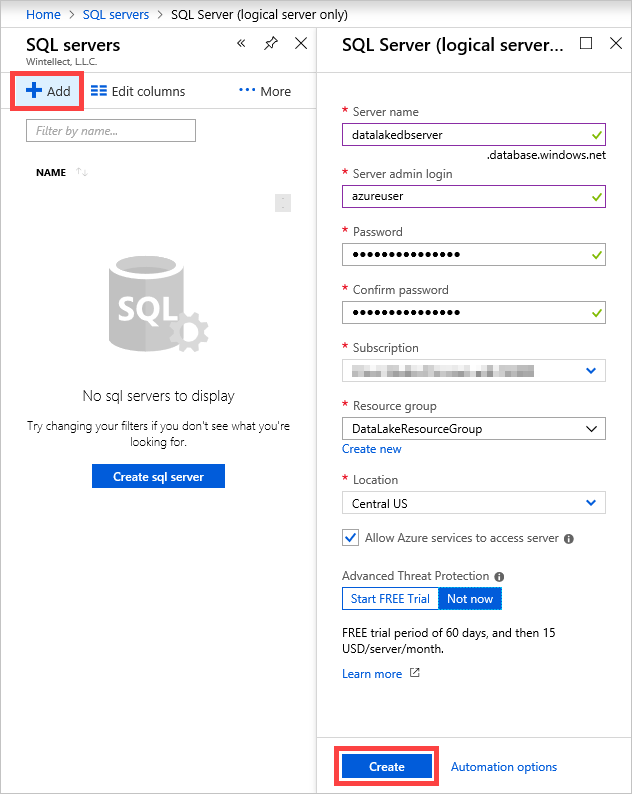 Home > SQL servers > SQL Server (logical server only)
SQL servers
Wintellect, L.L.C.
Add
Edit columns
More
Filter by name...
NAME
SQL
No sql servers to display
Try changing your filters if you don't see what you're
looking for.
Create sql server
SQL Server (logical server...
* Server name
datalakedbserver
.database.windows.net
* Server admin login
azureuser
* Password
•••••••••••••••
* Confirm password
•••••••••••••••
* Subscription
* Resource group
DataLakeResourceGroup
Create new
* Location
Central US
Allow Azure services to access server
Advanced Threat Protection
Start FREE Trial
Not now
FREE trial period of 60 days, and then 15
USD/server/month.
Learn more
Create
Automation options